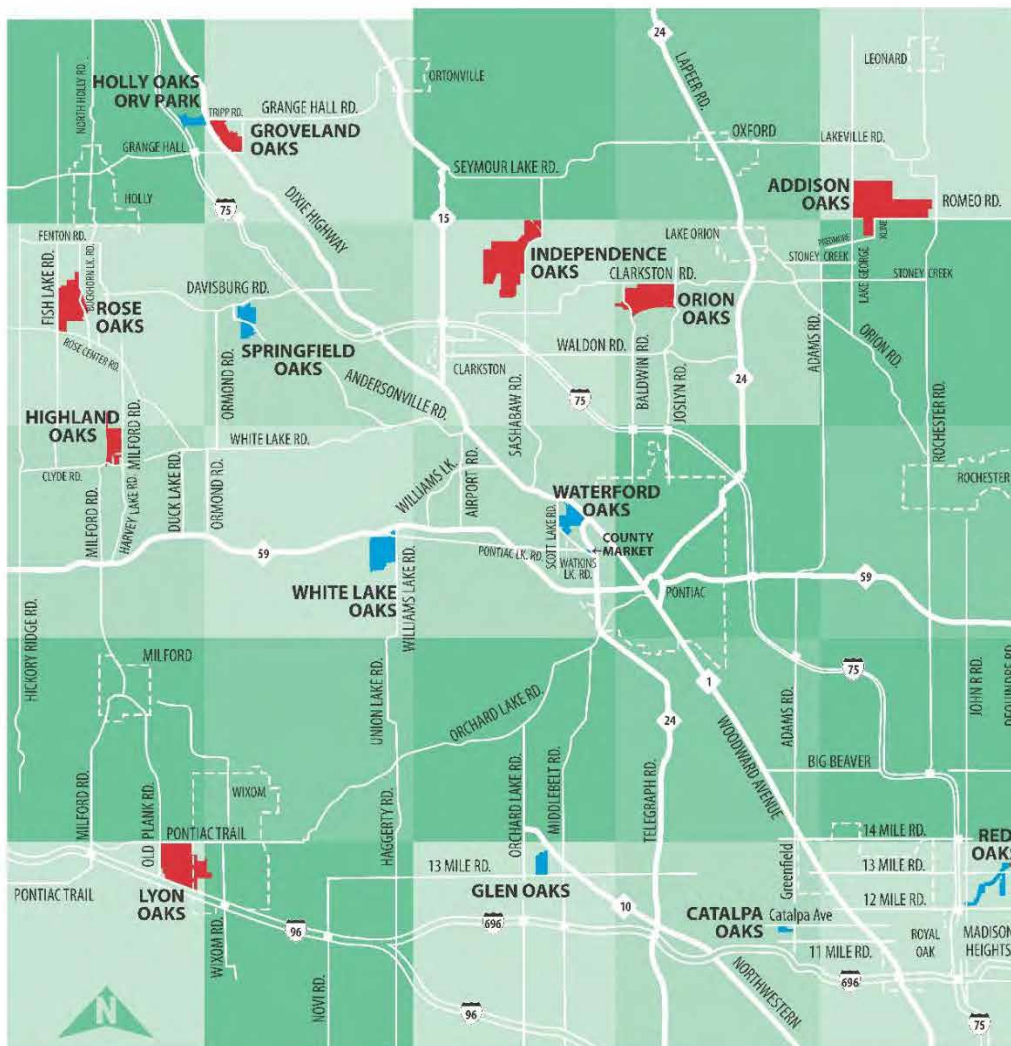 24
LEONARD
HOLLY OAKS
ORV PARK
TRIPP RD.
GRANGE HALL RD.
ORTONVILLE
LAPEER RD.
NORTH HOLLY RD.
GRANGE HALL
GROVELAND
OAKS
OXFORD
LAKEVILLE RD.
SEYMOUR LAKE RD.
HOLLY
75
DIXIE HIGHWAY
15
ADDISON
OAKS
ROMEO RD.
FENTON RD.
BUCKHORN LK. RD.
FISH LAKE RD.
ROSE
OAKS
ROSE CENTER RD.
DAVISBURG RD.
INDEPENDENCE
OAKS
LAKE ORION
CLARKSTON RD.
STONEY CREEK
KLINE
LAKE GEORGE
STONEY CREEK
ORION
OAKS
SPRINGFIELD
OAKS
ORMOND RD.
ANDERSONVILLE RD.
CLARKSTON
WALDON RD.
BALDWIN RD.
JOSLYN RD.
24
ADAMS RD.
ORION RD.
75
SASHABAW RD.
ROCHESTER RD.
HIGHLAND
OAKS
MILFORD RD.
WHITE LAKE RD.
CLYDE RD.
MILFORD RD.
HARVEY LAKE RD.
DUCK LAKE RD.
ORMOND RD.
WILLIAMS LK.
AIRPORT RD.
ROCHESTER
WATERFORD
OAKS
SCOTT LAKE RD.
COUNTY
←MARKET
WATKINS
LK. RD.
PONTIAC LK. RD.
59
WHITE LAKE
OAKS
WILLIAMS LAKE RD.
PONTIAC
59
HICKORY RIDGE RD.
MILFORD
UNION LAKE RD.
ORCHARD LAKE RD.
1
24
ADAMS RD.
75
JOHN R RD.
DEQUINDRE RD.
WOODWARD AVENUE
BIG BEAVER
MILFORD RD.
OLD PLANK RD.
WIXOM
HAGGERTY RD.
ORCHARD LAKE RD.
MIDDLEBELT RD.
TELEGRAPH RD.
PONTIAC TRAIL
14 MILE RD.
RED
OAKS
PONTIAC TRAIL
LYON
OAKS
13 MILE RD.
GLEN OAKS
Greenfield
13 MILE RD.
12 MILE RD.
10
CATALPA
OAKS
Catalpa Ave
ROYAL
OAK
MADISON
HEIGHTS
11 MILE RD.
96
696
WIXOM RD.
NOVI RD.
NORTHWESTERN
696
96
75
N